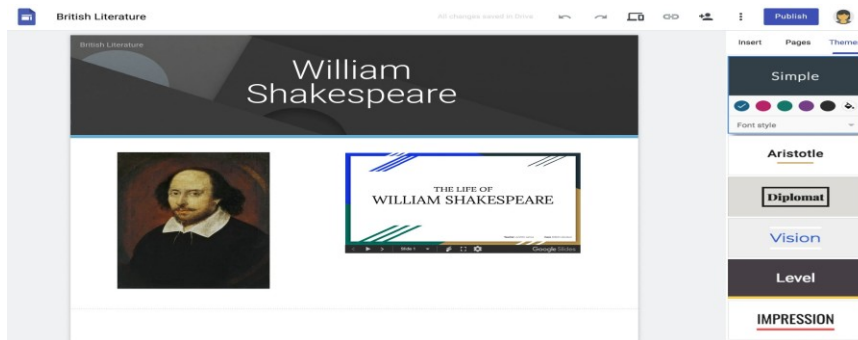 British Literature
All changes saved in Drive
Publish
Insert Pages Theme
British Literature
William
Shakespeare
THE LIFE OF
WILLIAM SHAKESPEARE
Slide 1
Google Slides
Simple
Font style
Aristotle
Diplomat
Vision
Level
IMPRESSION